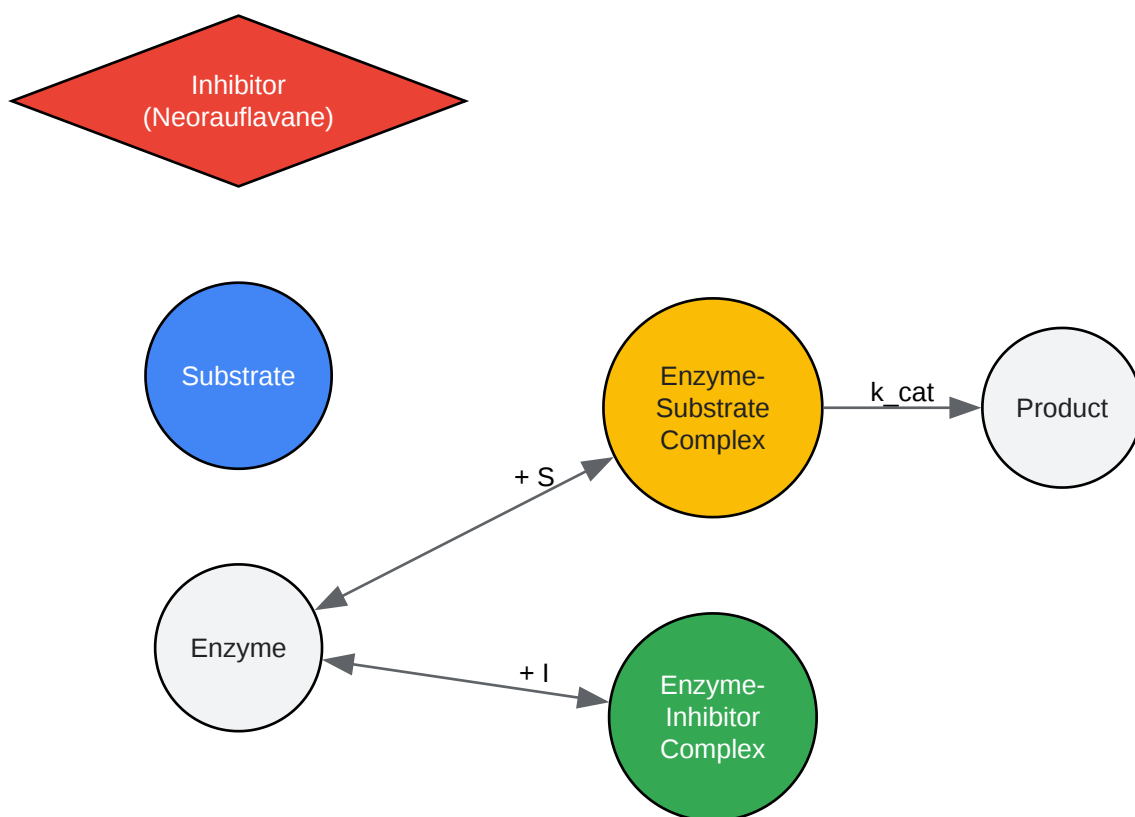 Inhibitor
(Neorauflavane)
Substrate
Enzyme-
Substrate
Complex
k_cat
Product
+ S
Enzyme
+ I
Enzyme-
Inhibitor
Complex